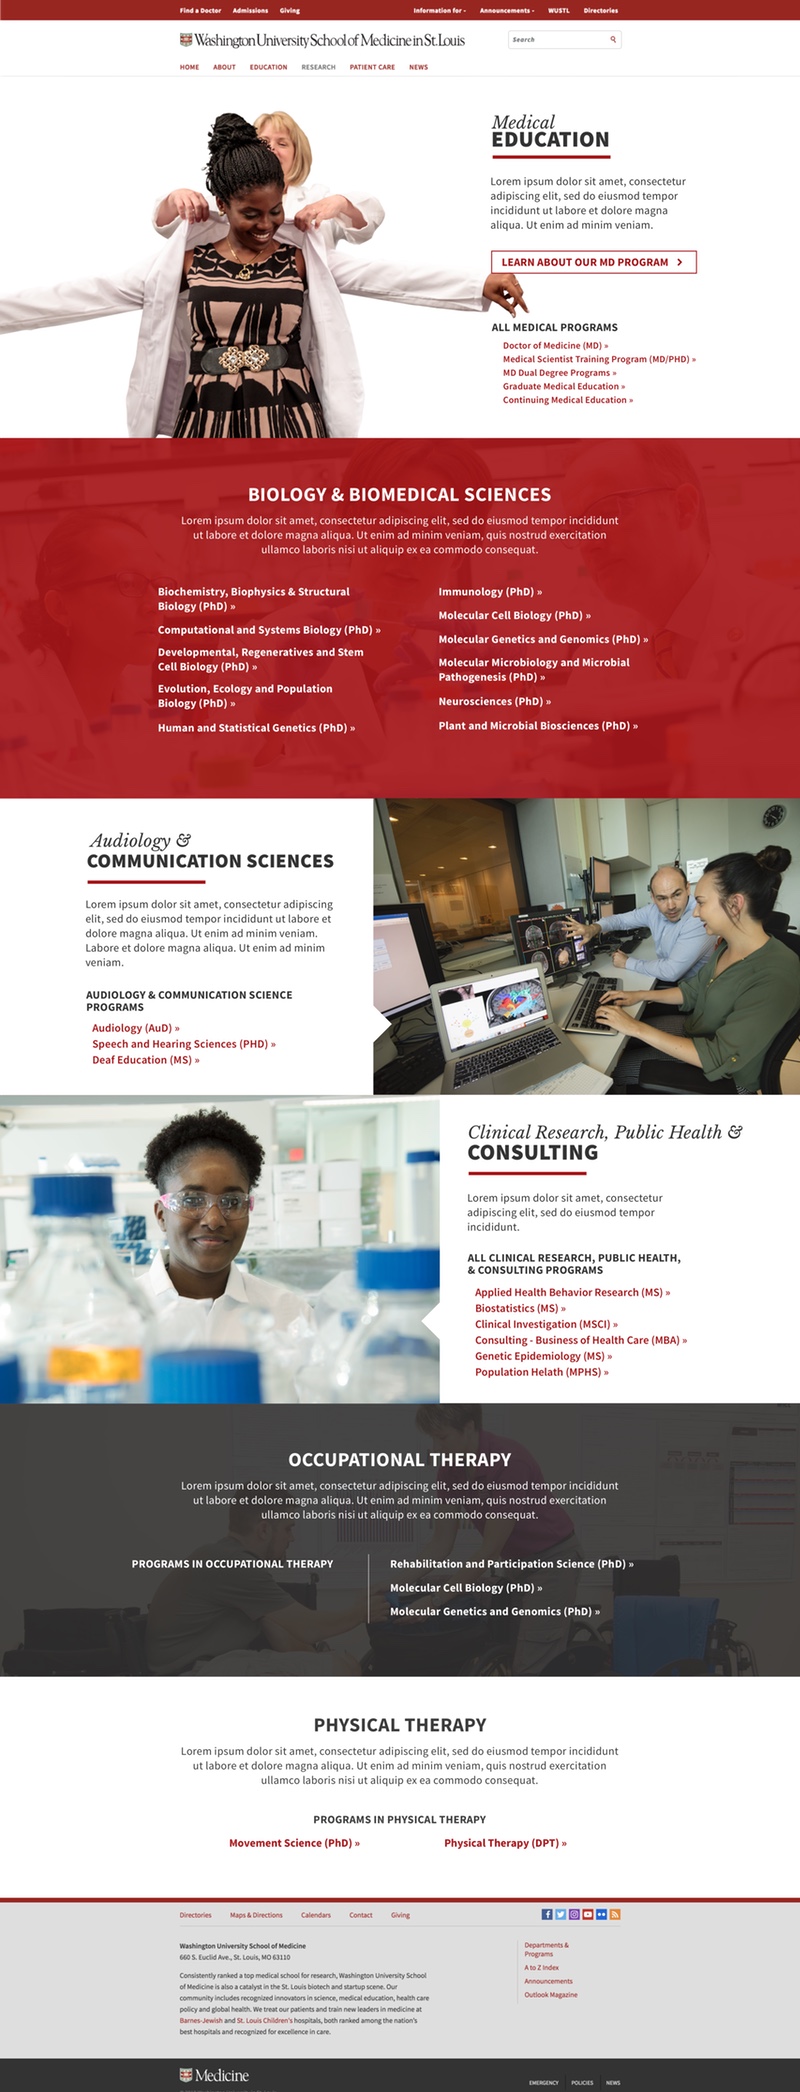 Find a Doctor Admissions Giving Information for - Announcements - WUSTL Directories
Washington University School of Medicine in St. Louis
Search
HOME ABOUT EDUCATION RESEARCH PATIENT CARE NEWS
Medical
EDUCATION
Lorem ipsum dolor sit amet, consectetur
adipiscing elit, sed do eiusmod tempor
incididunt ut labore et dolore magna
aliqua. Ut enim ad minim veniam.
LEARN ABOUT OUR MD PROGRAM >
ALL MEDICAL PROGRAMS
Doctor of Medicine (MD) »
Medical Scientist Training Program (MD/PHD) »
MD Dual Degree Programs »
Graduate Medical Education »
Continuing Medical Education »
BIOLOGY & BIOMEDICAL SCIENCES
Lorem ipsum dolor sit amet, consectetur adipiscing elit, sed do eiusmod tempor incididunt
ut labore et dolore magna aliqua. Ut enim ad minim veniam, quis nostrud exercitation
ullamco laboris nisi ut aliquip ex ea commodo consequat.
Biochemistry, Biophysics & Structural
Biology (PhD) »
Computational and Systems Biology (PhD) »
Developmental, Regeneratives and Stem
Cell Biology (PhD) »
Evolution, Ecology and Population
Biology (PhD) »
Human and Statistical Genetics (PhD) »
Immunology (PhD) »
Molecular Cell Biology (PhD) »
Molecular Genetics and Genomics (PhD) »
Molecular Microbiology and Microbial
Pathogenesis (PhD) »
Neurosciences (PhD) »
Plant and Microbial Biosciences (PhD) »
Audiology &
COMMUNICATION SCIENCES
Lorem ipsum dolor sit amet, consectetur adipiscing
elit, sed do eiusmod tempor incididunt ut labore et
dolore magna aliqua. Ut enim ad minim veniam.
Labore et dolore magna aliqua. Ut enim ad minim
veniam.
AUDIOLOGY & COMMUNICATION SCIENCE
PROGRAMS
Audiology (AuD) »
Speech and Hearing Sciences (PHD) »
Deaf Education (MS) »
Clinical Research, Public Health &
CONSULTING
Lorem ipsum dolor sit amet, consectetur
adipiscing elit, sed do eiusmod tempor
incididunt.
ALL CLINICAL RESEARCH, PUBLIC HEALTH,
& CONSULTING PROGRAMS
Applied Health Behavior Research (MS) »
Biostatistics (MS) »
Clinical Investigation (MSCI) »
Consulting - Business of Health Care (MBA) »
Genetic Epidemiology (MS) »
Population Helath (MPHS) »
OCCUPATIONAL THERAPY
Lorem ipsum dolor sit amet, consectetur adipiscing elit, sed do eiusmod tempor incididunt
ut labore et dolore magna aliqua. Ut enim ad minim veniam, quis nostrud exercitation
ullamco laboris nisi ut aliquip ex ea commodo consequat.
PROGRAMS IN OCCUPATIONAL THERAPY
Rehabilitation and Participation Science (PhD) »
Molecular Cell Biology (PhD) »
Molecular Genetics and Genomics (PhD) »
PHYSICAL THERAPY
Lorem ipsum dolor sit amet, consectetur adipiscing elit, sed do eiusmod tempor incididunt
ut labore et dolore magna aliqua. Ut enim ad minim veniam, quis nostrud exercitation
ullamco laboris nisi ut aliquip ex ea commodo consequat.
PROGRAMS IN PHYSICAL THERAPY
Movement Science (PhD) » Physical Therapy (DPT) »
Directories Maps & Directions Calendars Contact Giving
Washington University School of Medicine
660 S. Euclid Ave., St. Louis, MO 63110
Consistently ranked a top medical school for research, Washington University School
of Medicine is also a catalyst in the St. Louis biotech and startup scene. Our
community includes recognized innovators in science, medical education, health care
policy and global health. We treat our patients and train new leaders in medicine at
Barnes-Jewish and St. Louis Children's hospitals, both ranked among the nation's
best hospitals and recognized for excellence in care.
Departments &
Programs
A to Z Index
Announcements
Outlook Magazine
Medicine
EMERGENCY POLICIES NEWS